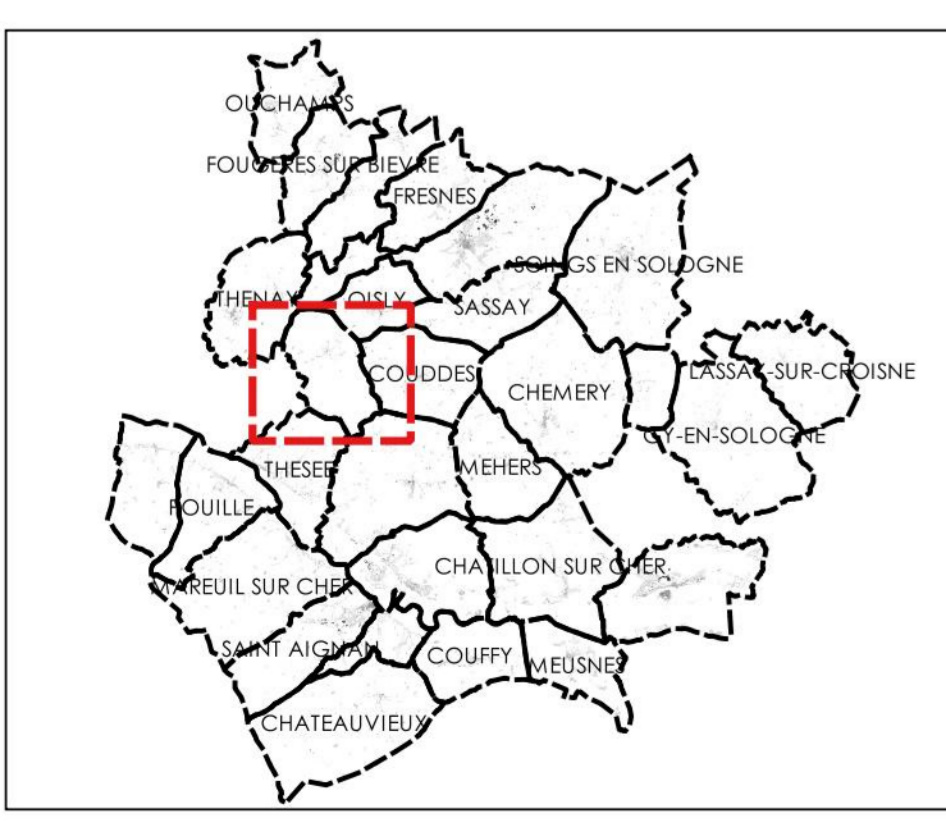 OUCHAMPS
FOUGERES SUR BIEVRE
FRESNES
SOINGS EN SOLOGNE
THENAY
OISLY
SASSAY
COUDDES
LASSAY-SUR-CROISNE
CHEMERY
GY-EN-SOLOGNE
THESEE
MEHERS
POUILLE
CHATILLON SUR CHER
MAREUIL SUR CHER
SAINT AIGNAN
COUFFY
MEUSNES
CHATEAUVIEUX